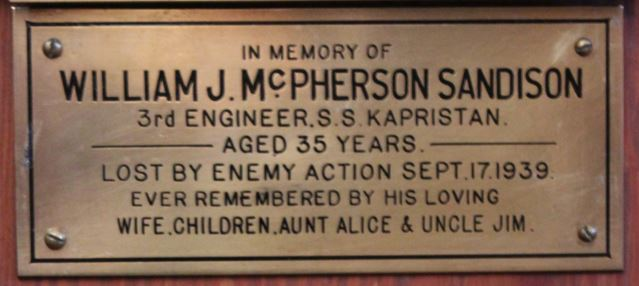 IN MEMORY OF
WILLIAM J. McPHERSON SANDISON
3rd ENGINEER, S.S. KAPRISTAN.
AGED 35 YEARS.
LOST BY ENEMY ACTION SEPT. 17. 1939.
EVER REMEMBERED BY HIS LOVING
WIFE, CHILDREN, AUNT ALICE & UNCLE JIM.